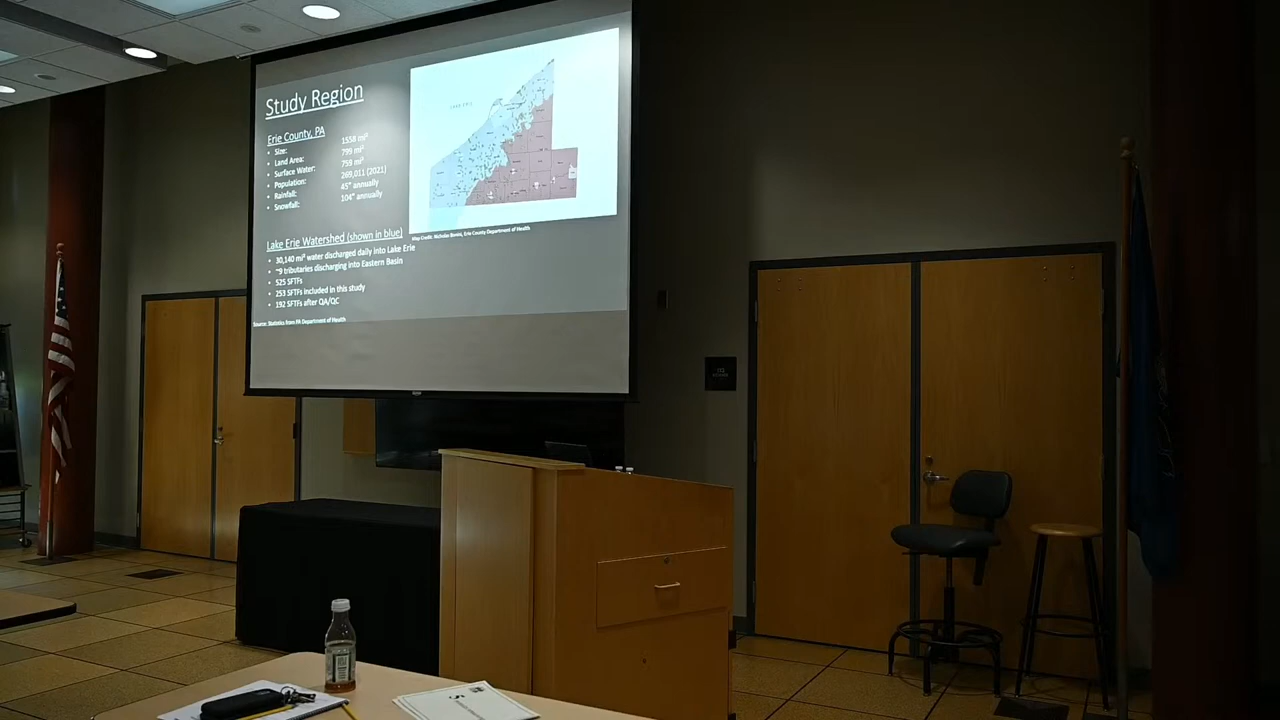 Study Region
Erie County, PA
• Size: 1558 mi²
• Land Area: 799 mi²
• Surface Water: 759 mi²
• Population: 269,011 (2021)
• Rainfall: 45" annually
• Snowfall: 104" annually
LAKE ERIE
Map Credit: Nicholas Bonini, Erie County Department of Health
Lake Erie Watershed (shown in blue)
• 30,140 mi² water discharged daily into Lake Erie
• ~9 tributaries discharging into Eastern Basin
• 525 SFTFs
• 253 SFTFs included in this study
• 192 SFTFs after QA/QC
Source: Statistics from PA Department of Health